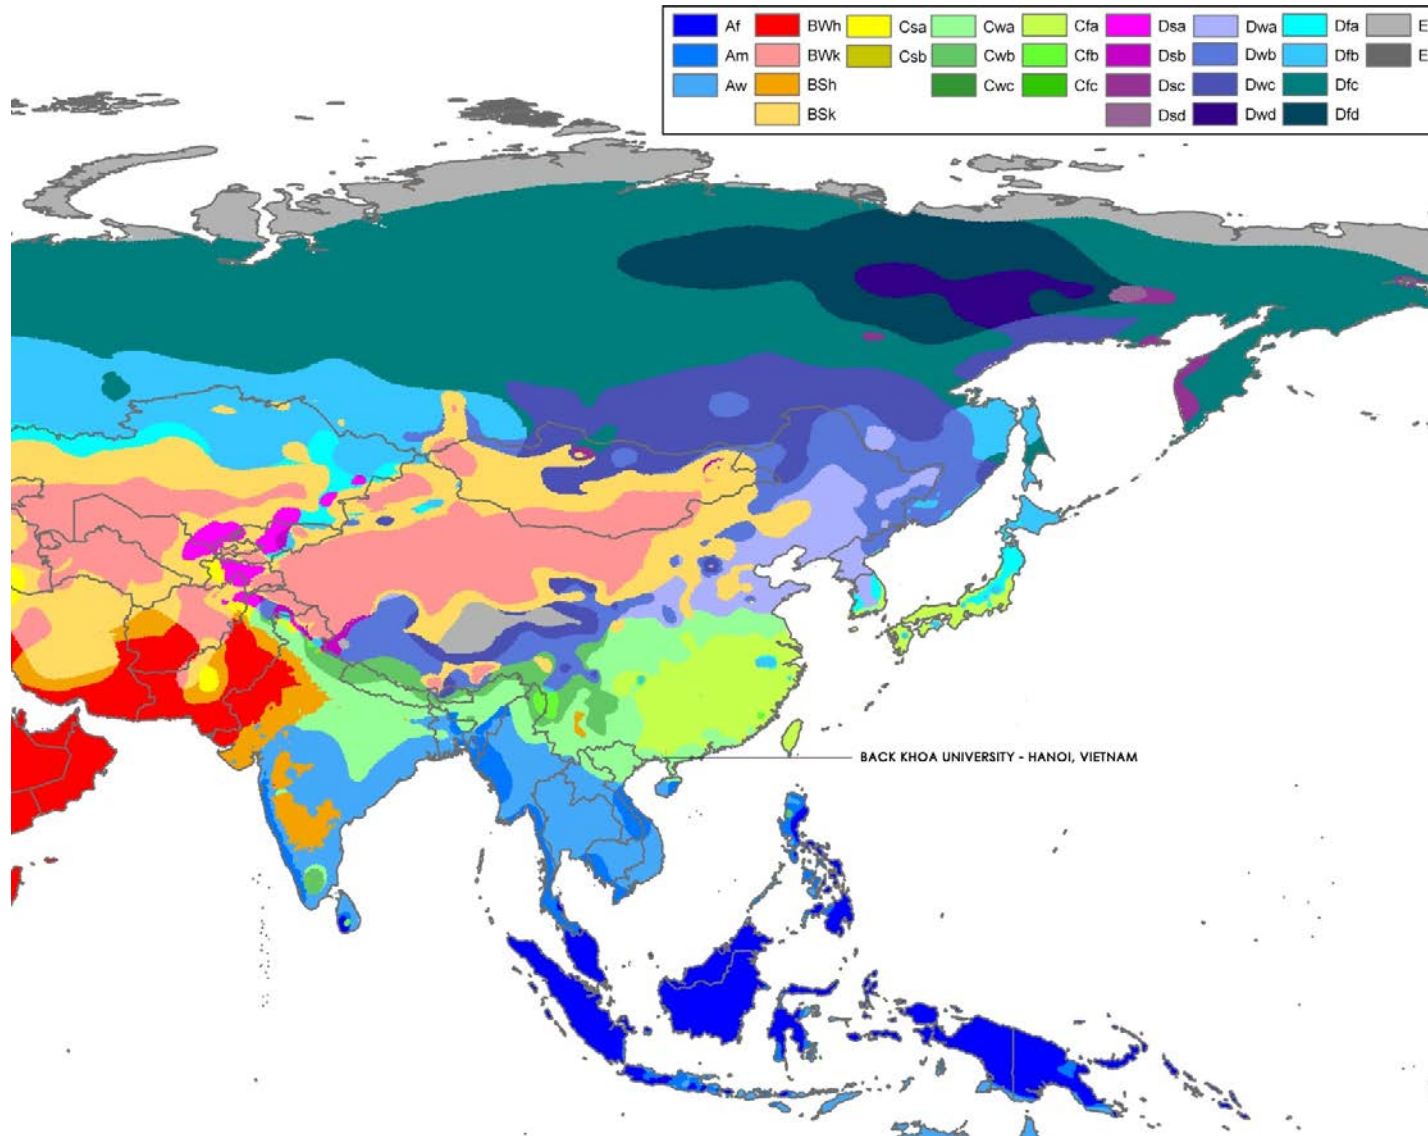 Af BWh Csa Cwa Cfa Dsa Dwa Dfa E
Am BWk Csb Cwb Cfb Dsb Dwb Dfb E
Aw BSh Cwc Cfc Dsc Dwc Dfc
BSk Dsd Dwd Dfd
BACK KHOA UNIVERSITY - HANOI, VIETNAM